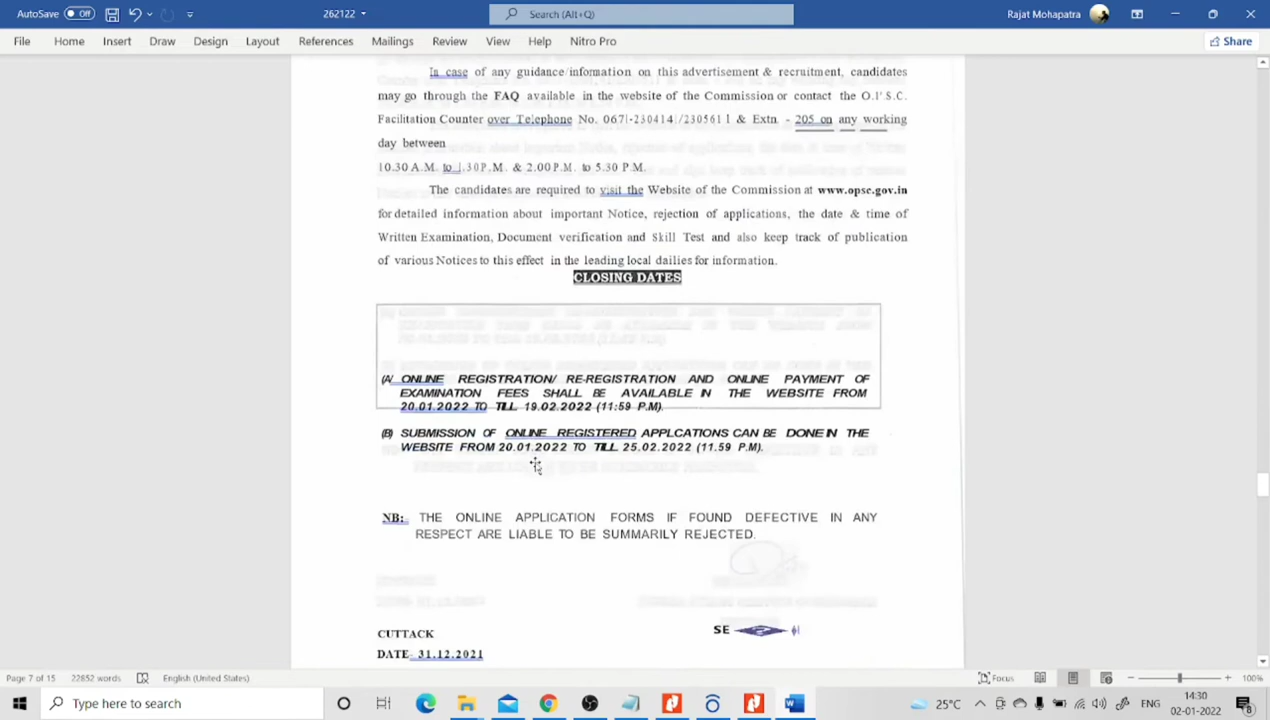 AutoSave Off
262122
Search (Alt+Q)
Rajat Mohapatra
File Home Insert Draw Design Layout References Mailings Review View Help Nitro Pro
Share
In case of any guidance/information on this advertisement & recruitment, candidates
may go through the FAQ available in the website of the Commission or contact the O.I' S.C.
Facilitation Counter over Telephone No. 067|-230414|/230561 l & Extn. - 205 on any working
day between
10.30 A.M. to |.30P.M. & 2.00 P.M. to 5.30 P.M.
The candidates are required to visit the Website of the Commission at www.opsc.gov.in
for detailed information about important Notice, rejection of applications, the date & time of
Written Examination, Document verification and Skill Test and also keep track of publication
of various Notices to this effect in the leading local dailies for information.
CLOSING DATES
(A/ ONLINE REGISTRATION/ RE-REGISTRATION AND ONLINE PAYMENT OF
EXAMINATION FEES SHALL BE AVAILABLE IN THE WEBSITE FROM
20.01.2022 TO TILL 19.02.2022 (11:59 P.M).
(B) SUBMISSION OF ONLINE REGISTERED APPLCATIONS CAN BE DONE IN THE
WEBSITE FROM 20.01.2022 TO TILL 25.02.2022 (11.59 P.M).
NB: THE ONLINE APPLICATION FORMS IF FOUND DEFECTIVE IN ANY
RESPECT ARE LIABLE TO BE SUMMARILY REJECTED.
SE
CUTTACK
DATE- 31.12.2021
Page 7 of 15 22852 words English (United States)
Focus
100%
Type here to search
25°C
ENG
14:30
02-01-2022
8